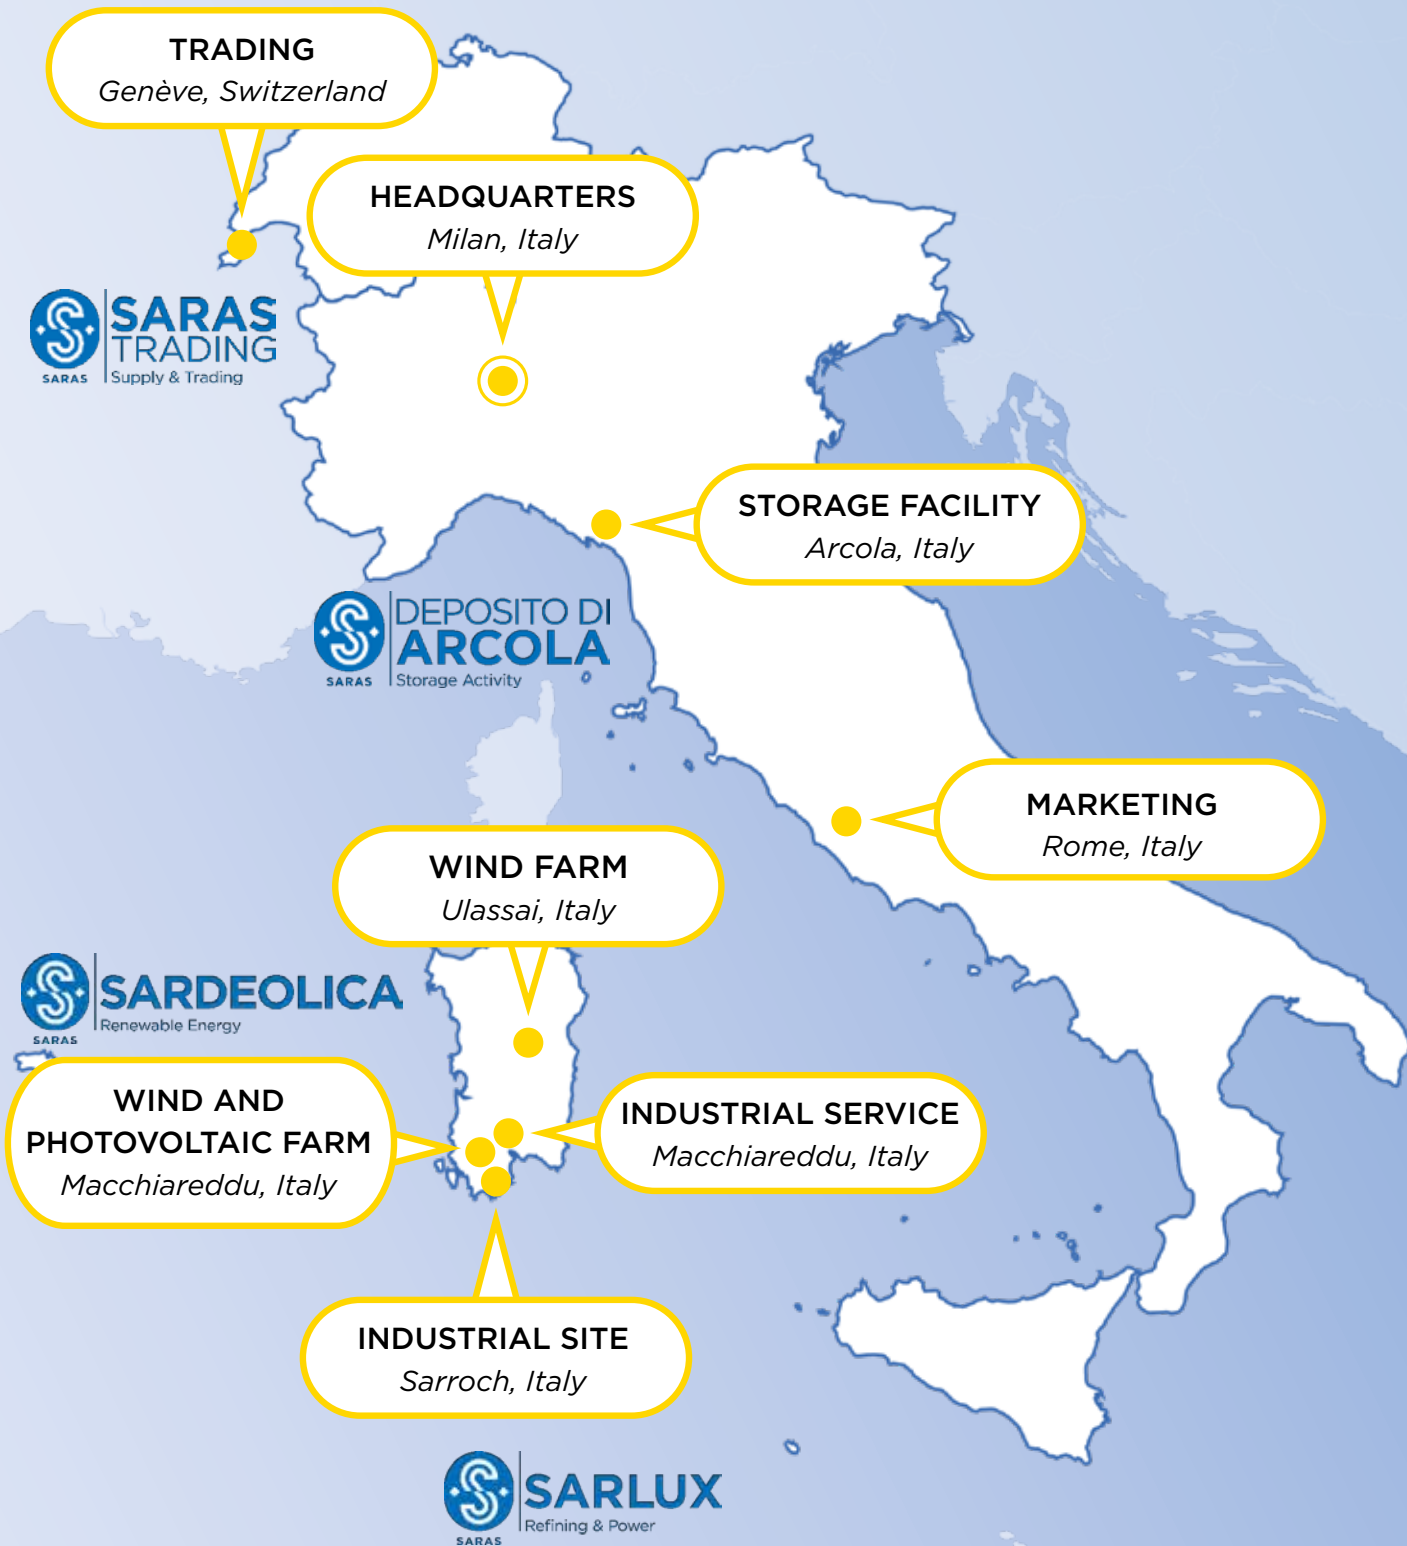 TRADING
Genève, Switzerland
HEADQUARTERS
Milan, Italy
SARAS
SARAS
TRADING
Supply & Trading
STORAGE FACILITY
Arcola, Italy
SARAS
DEPOSITO DI
ARCOLA
Storage Activity
MARKETING
Rome, Italy
WIND FARM
Ulassai, Italy
SARAS
SARDEOLICA
Renewable Energy
WIND AND
PHOTOVOLTAIC FARM
Macchiareddu, Italy
INDUSTRIAL SERVICE
Macchiareddu, Italy
INDUSTRIAL SITE
Sarroch, Italy
SARAS
SARLUX
Refining & Power